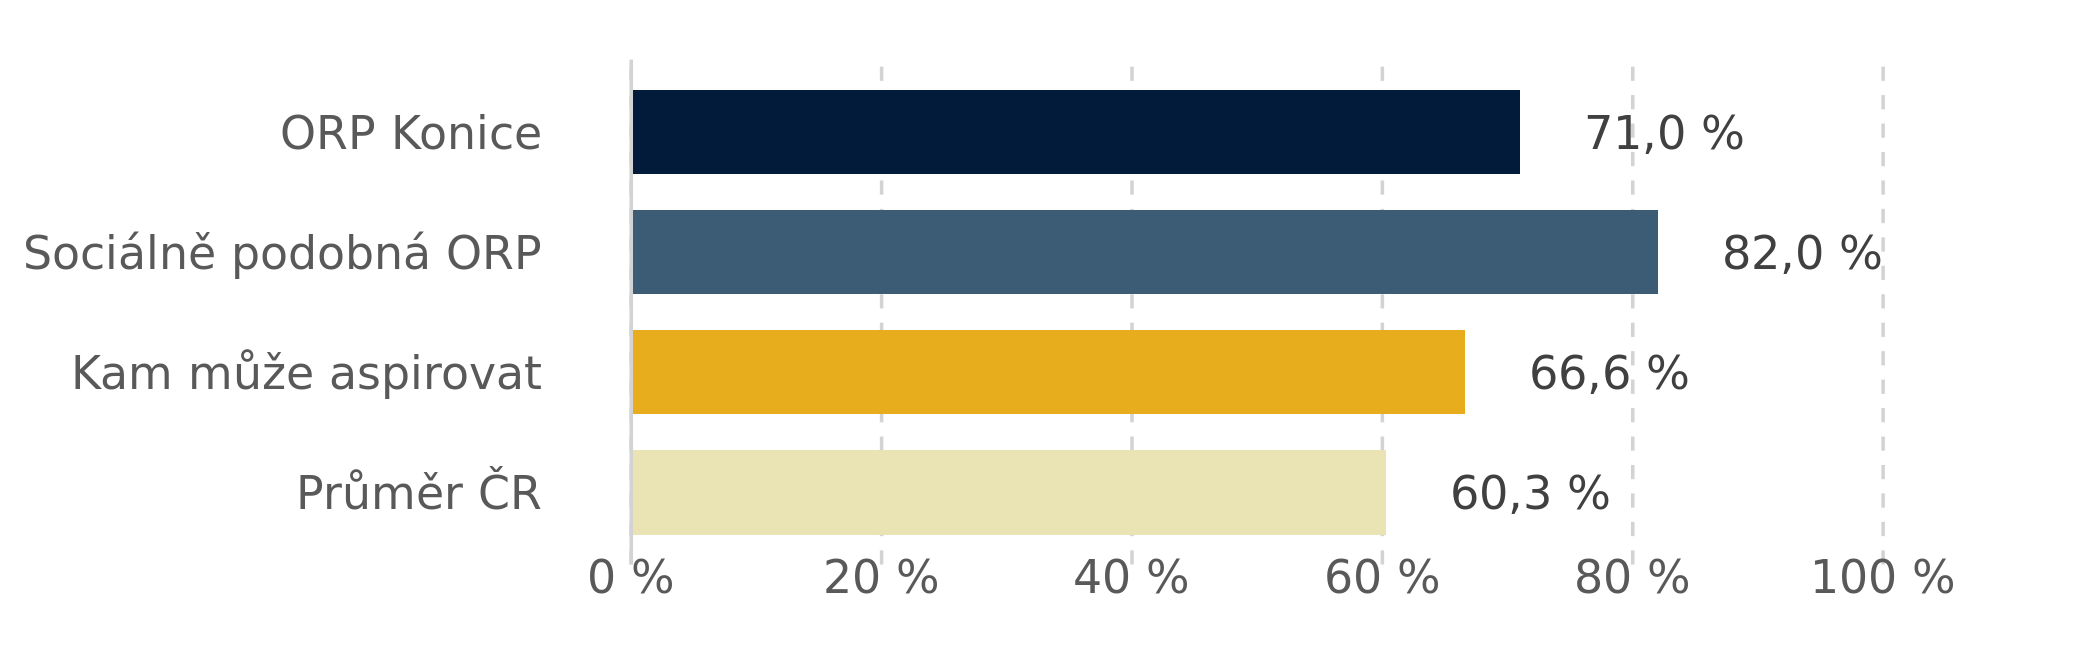 ORP Konice 71,0 %
Sociálně podobná ORP 82,0 %
Kam může aspirovat 66,6 %
Průměr ČR 60,3 %
0 % 20 % 40 % 60 % 80 % 100 %